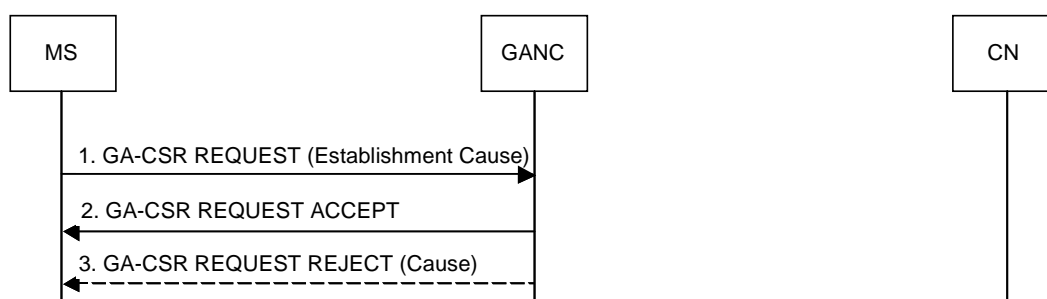 MS
GANC
CN
1. GA-CSR REQUEST (Establishment Cause)
2. GA-CSR REQUEST ACCEPT
3. GA-CSR REQUEST REJECT (Cause)